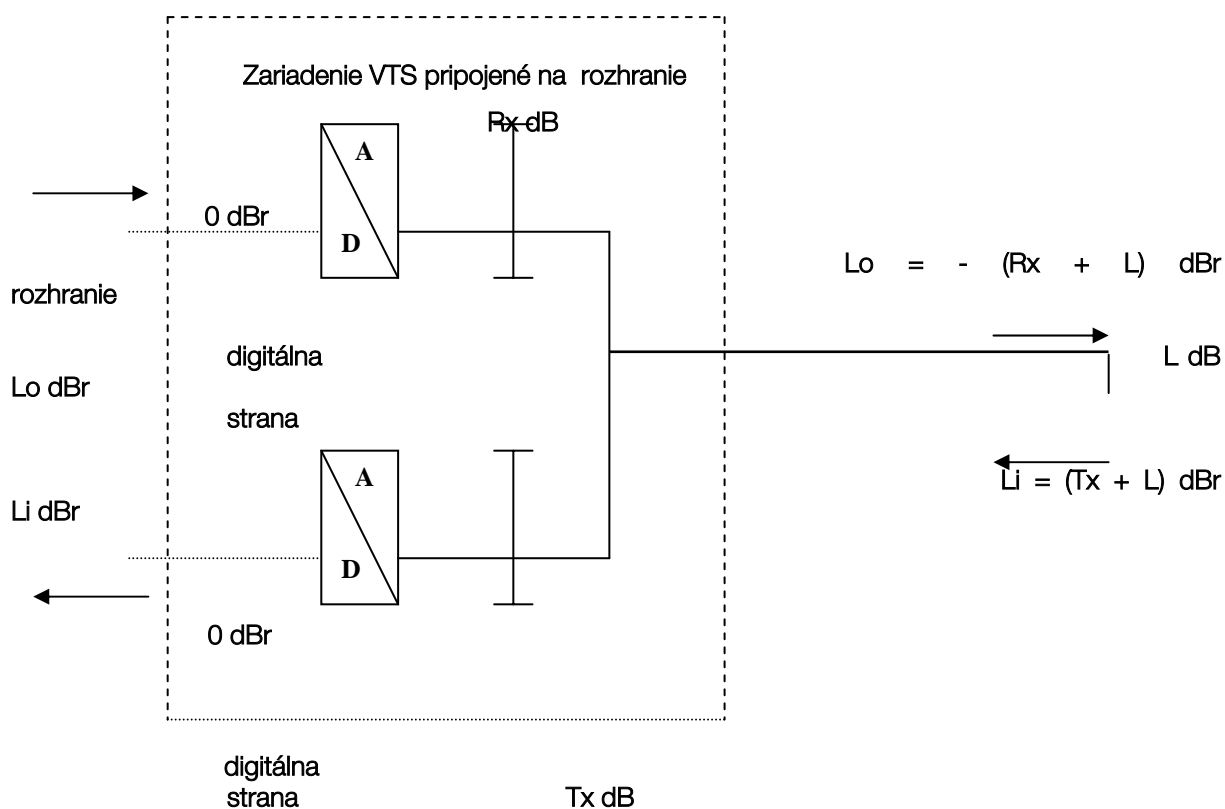 Zariadenie VTS pripojené na rozhranie
Rx dB
A
0 dBr
D
Lo = - (Rx + L) dBr
rozhranie
digitálna
L dB
Lo dBr
strana
A
Li = (Tx + L) dBr
Li dBr
D
0 dBr
digitálna
strana
Tx dB